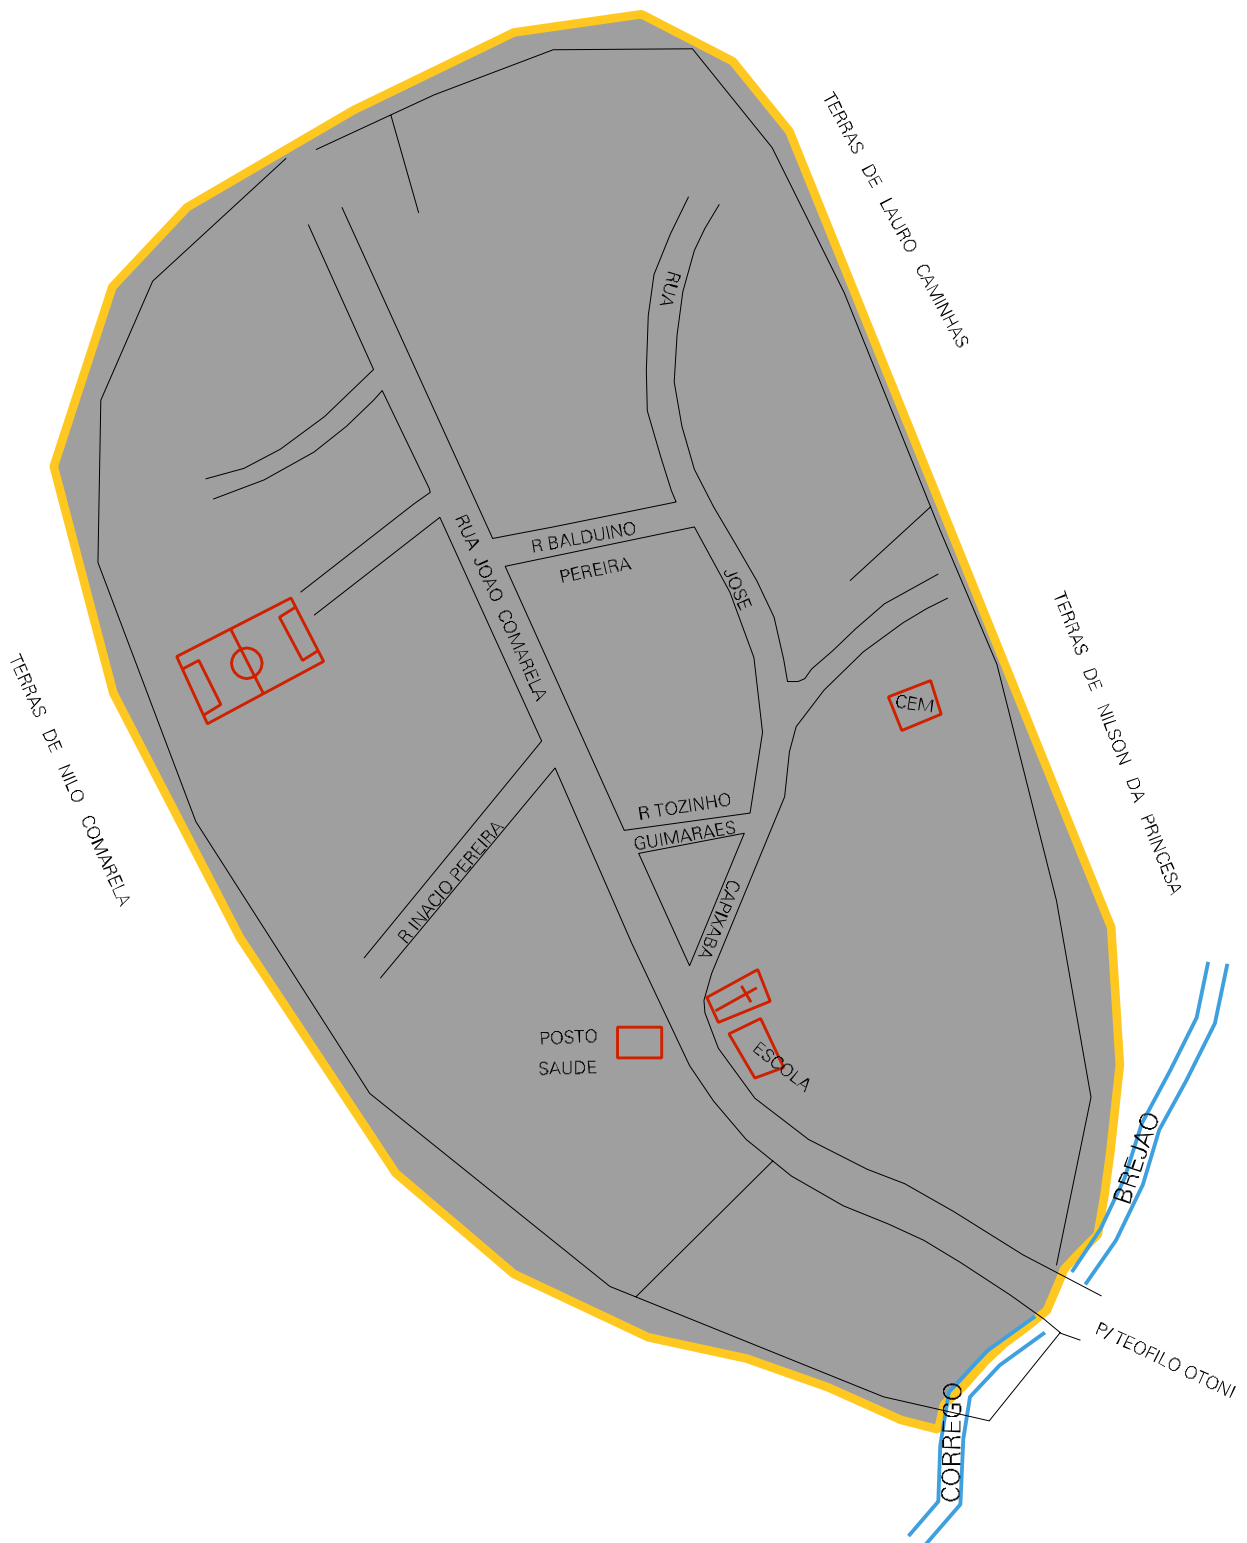 TERRAS DE LAURO CAMINHAS
RUA
RUA JOAO COMARELA
R BALDUINO
PEREIRA
JOSE
TERRAS DE NILSON DA PRINCESA
TERRAS DE NILO COMARELA
CEM
R TOZINHO
GUIMARAES
R INACIO PEREIRA
CAPIXABA
POSTO
SAUDE
ESCOLA
BREJAO
P/ TEOFILO OTONI
CORREGO